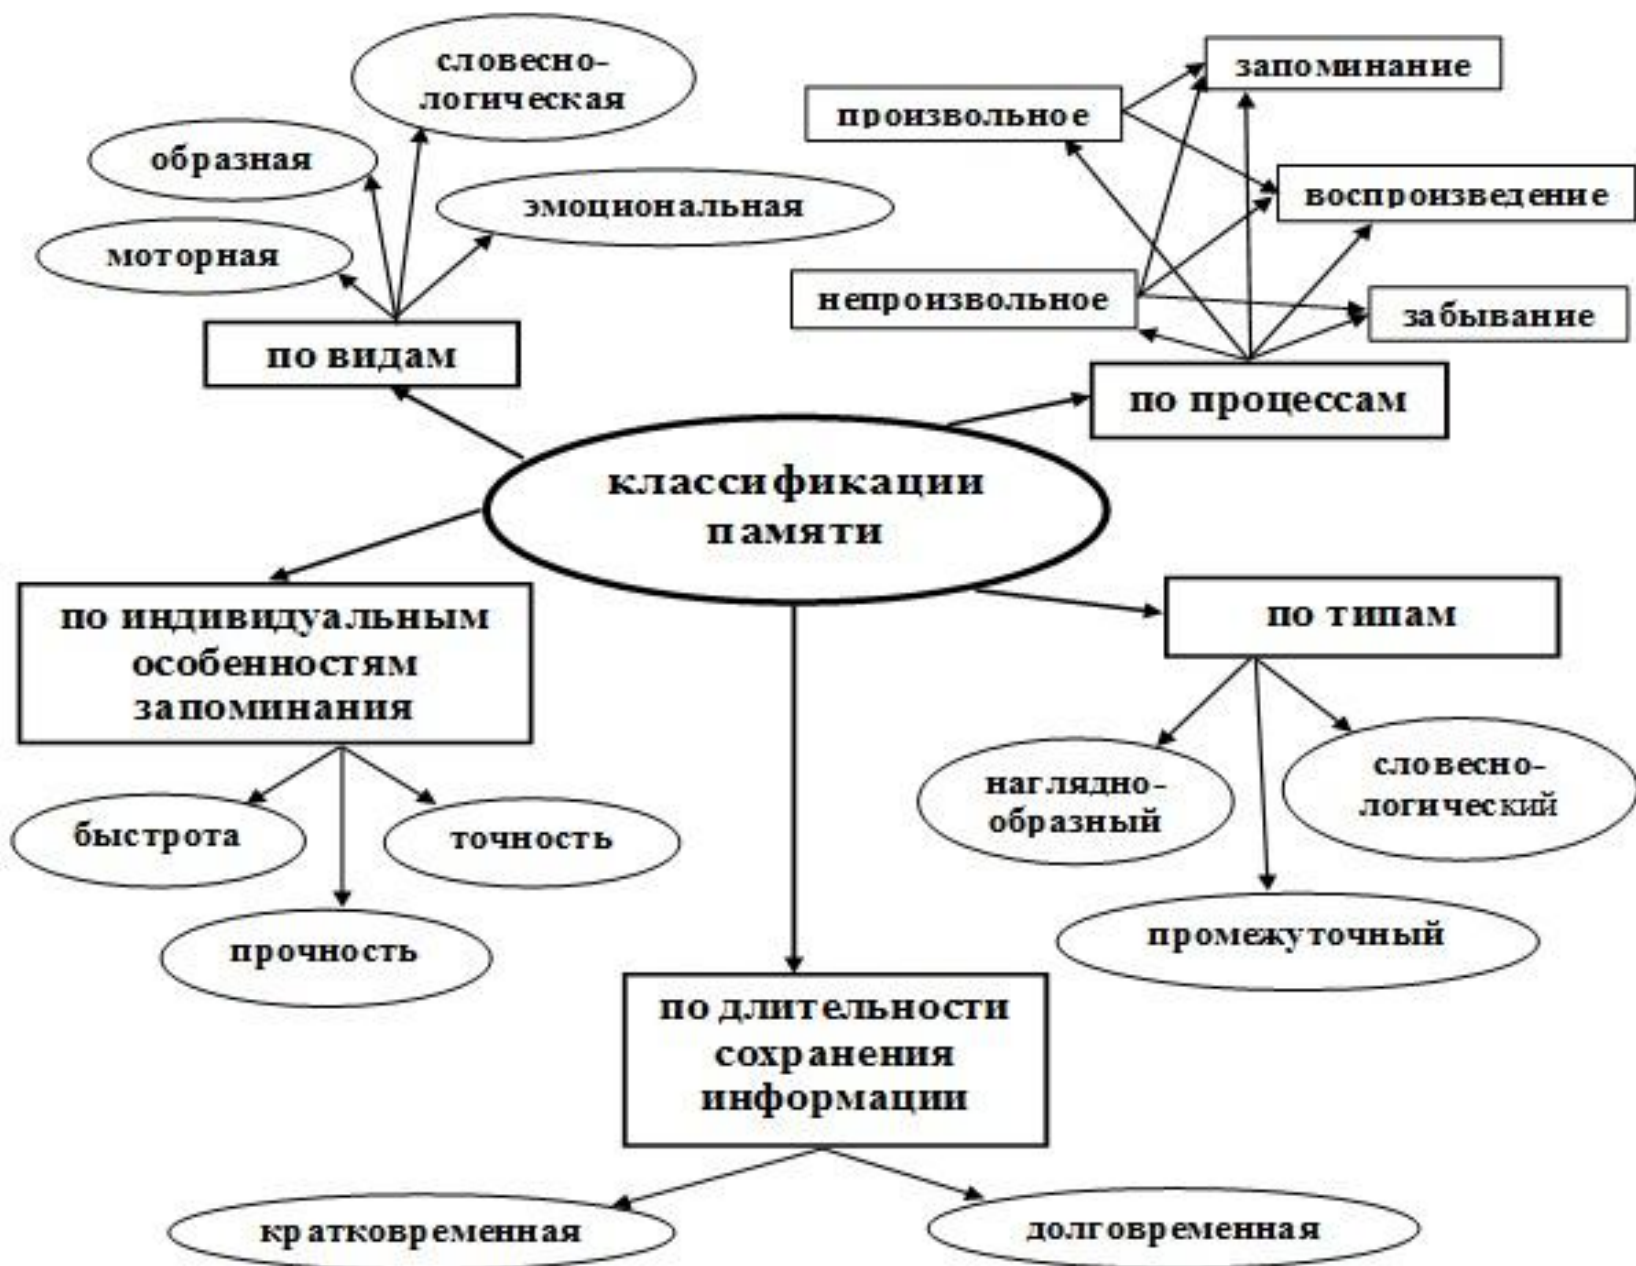 словесно-
логическая
образная
эмоциональная
моторная
по видам
запоминание
произвольное
воспроизведение
непроизвольное
забывание
по процессам
классификации
памяти
по индивидуальным
особенностям
запоминания
быстрота
точность
прочность
по типам
наглядно-
образный
словесно-
логический
промежуточный
по длительности
сохранения
информации
кратковременная
долговременная